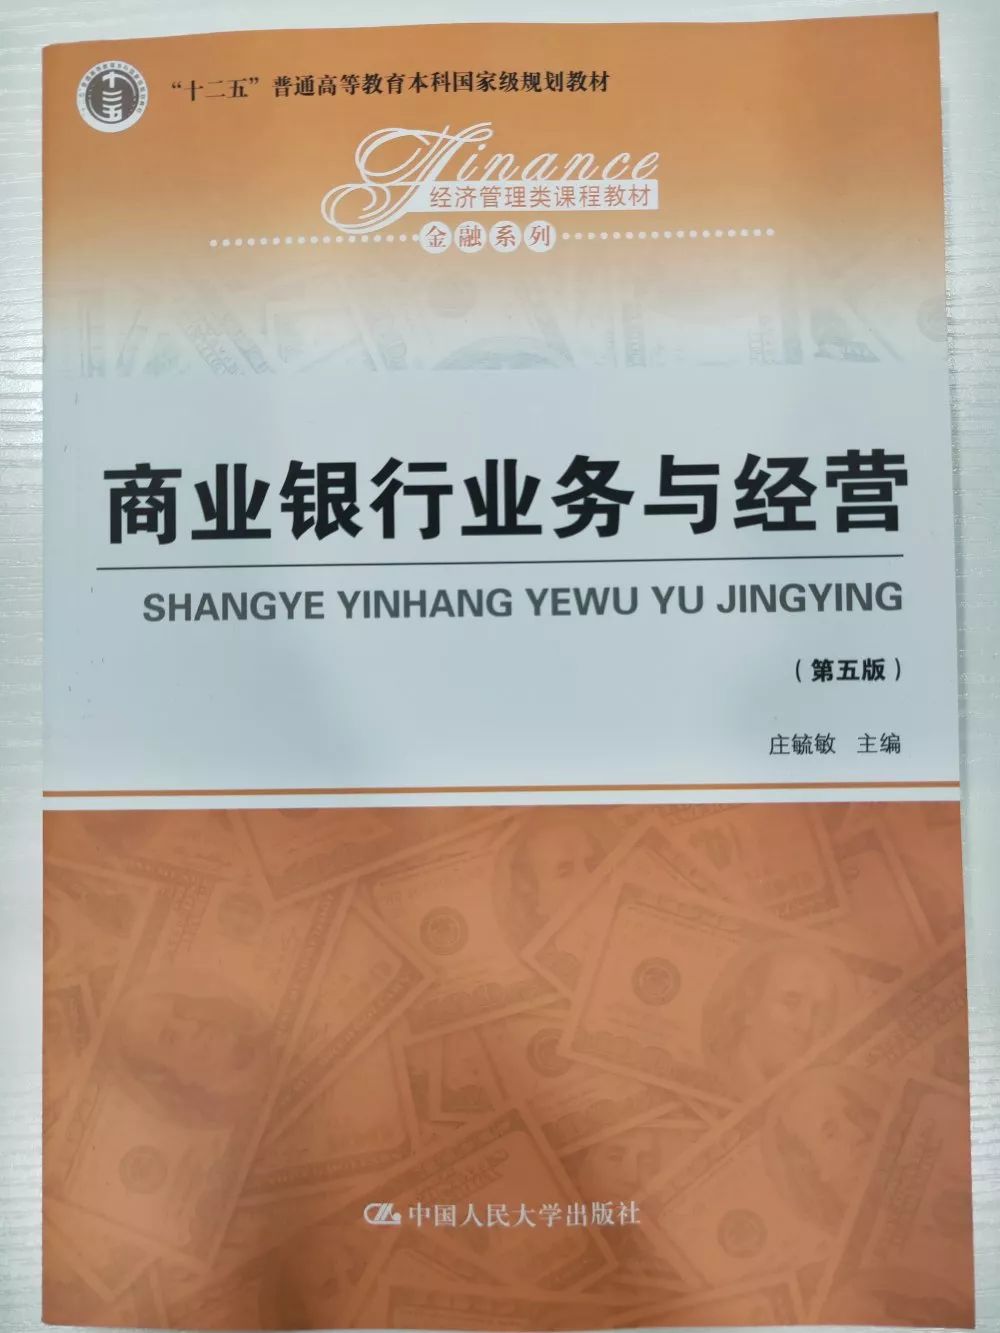 “十二五”普通高等教育本科国家级规划教材
Finance
经济管理类课程教材
金融系列
商业银行业务与经营
SHANGYE YINHANG YEWU YU JINGYING
（第五版）
庄毓敏 主编
中国人民大学出版社